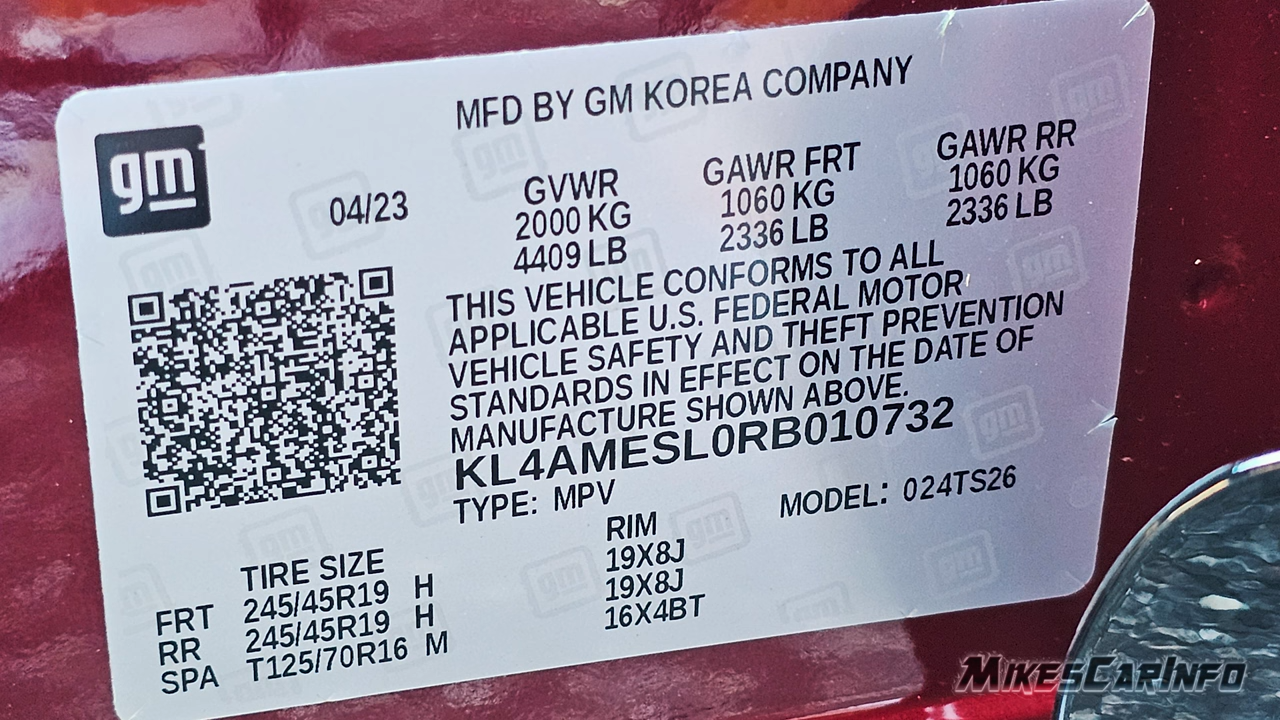 MFD BY GM KOREA COMPANY
gm
04/23
GVWR GAWR FRT GAWR RR
2000 KG 1060 KG 1060 KG
4409 LB 2336 LB 2336 LB
THIS VEHICLE CONFORMS TO ALL
APPLICABLE U.S. FEDERAL MOTOR
VEHICLE SAFETY AND THEFT PREVENTION
STANDARDS IN EFFECT ON THE DATE OF
MANUFACTURE SHOWN ABOVE.
KL4AMESL0RB010732
TYPE: MPV MODEL: 024TS26
TIRE SIZE RIM
FRT 245/45R19 H 19X8J
RR 245/45R19 H 19X8J
SPA T125/70R16 M 16X4BT
MIKESCARINFO